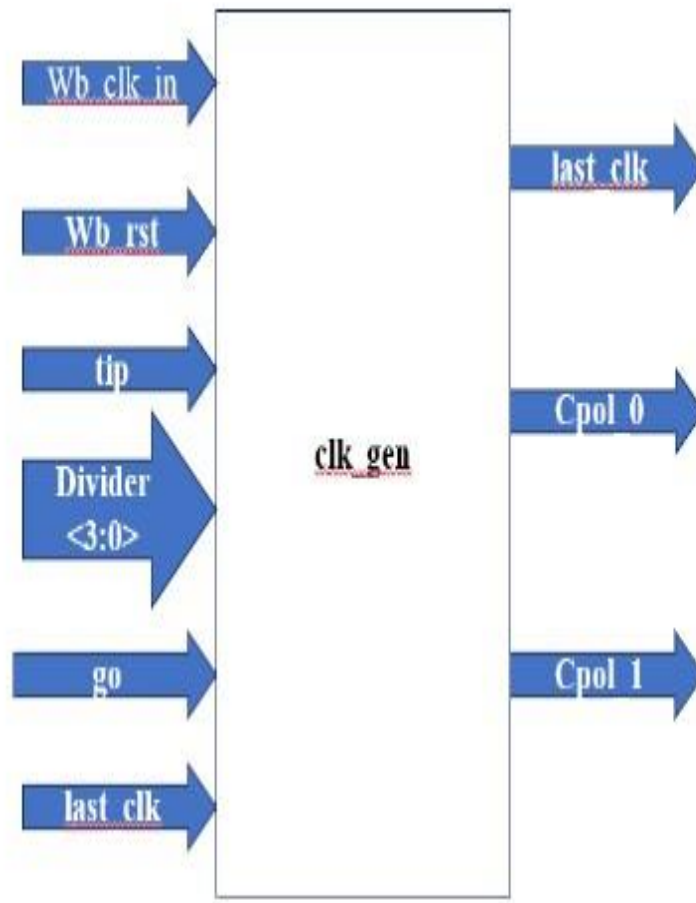 Wb_clk_in
Wb_rst
tip
Divider
<3:0>
go
last_clk
clk_gen
last_clk
Cpol_0
Cpol_1